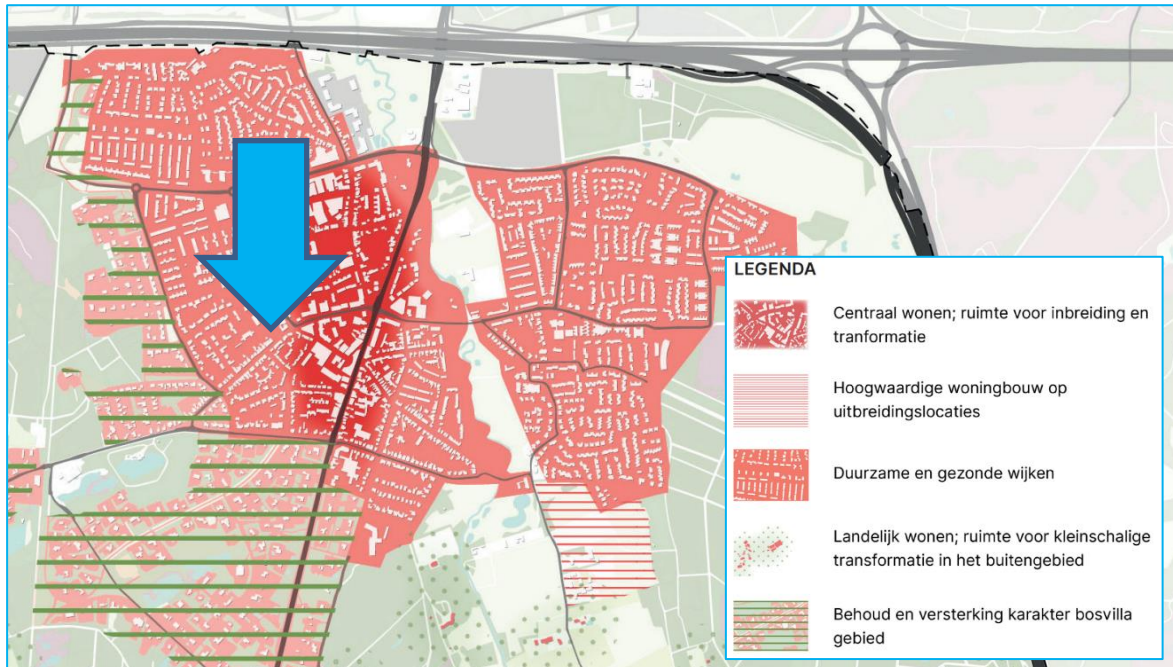 LEGENDA
Centraal wonen; ruimte voor inbreiding en
tranformatie
Hoogwaardige woningbouw op
uitbreidingslocaties
Duurzame en gezonde wijken
Landelijk wonen; ruimte voor kleinschalige
transformatie in het buitengebied
Behoud en versterking karakter bosvilla
gebied